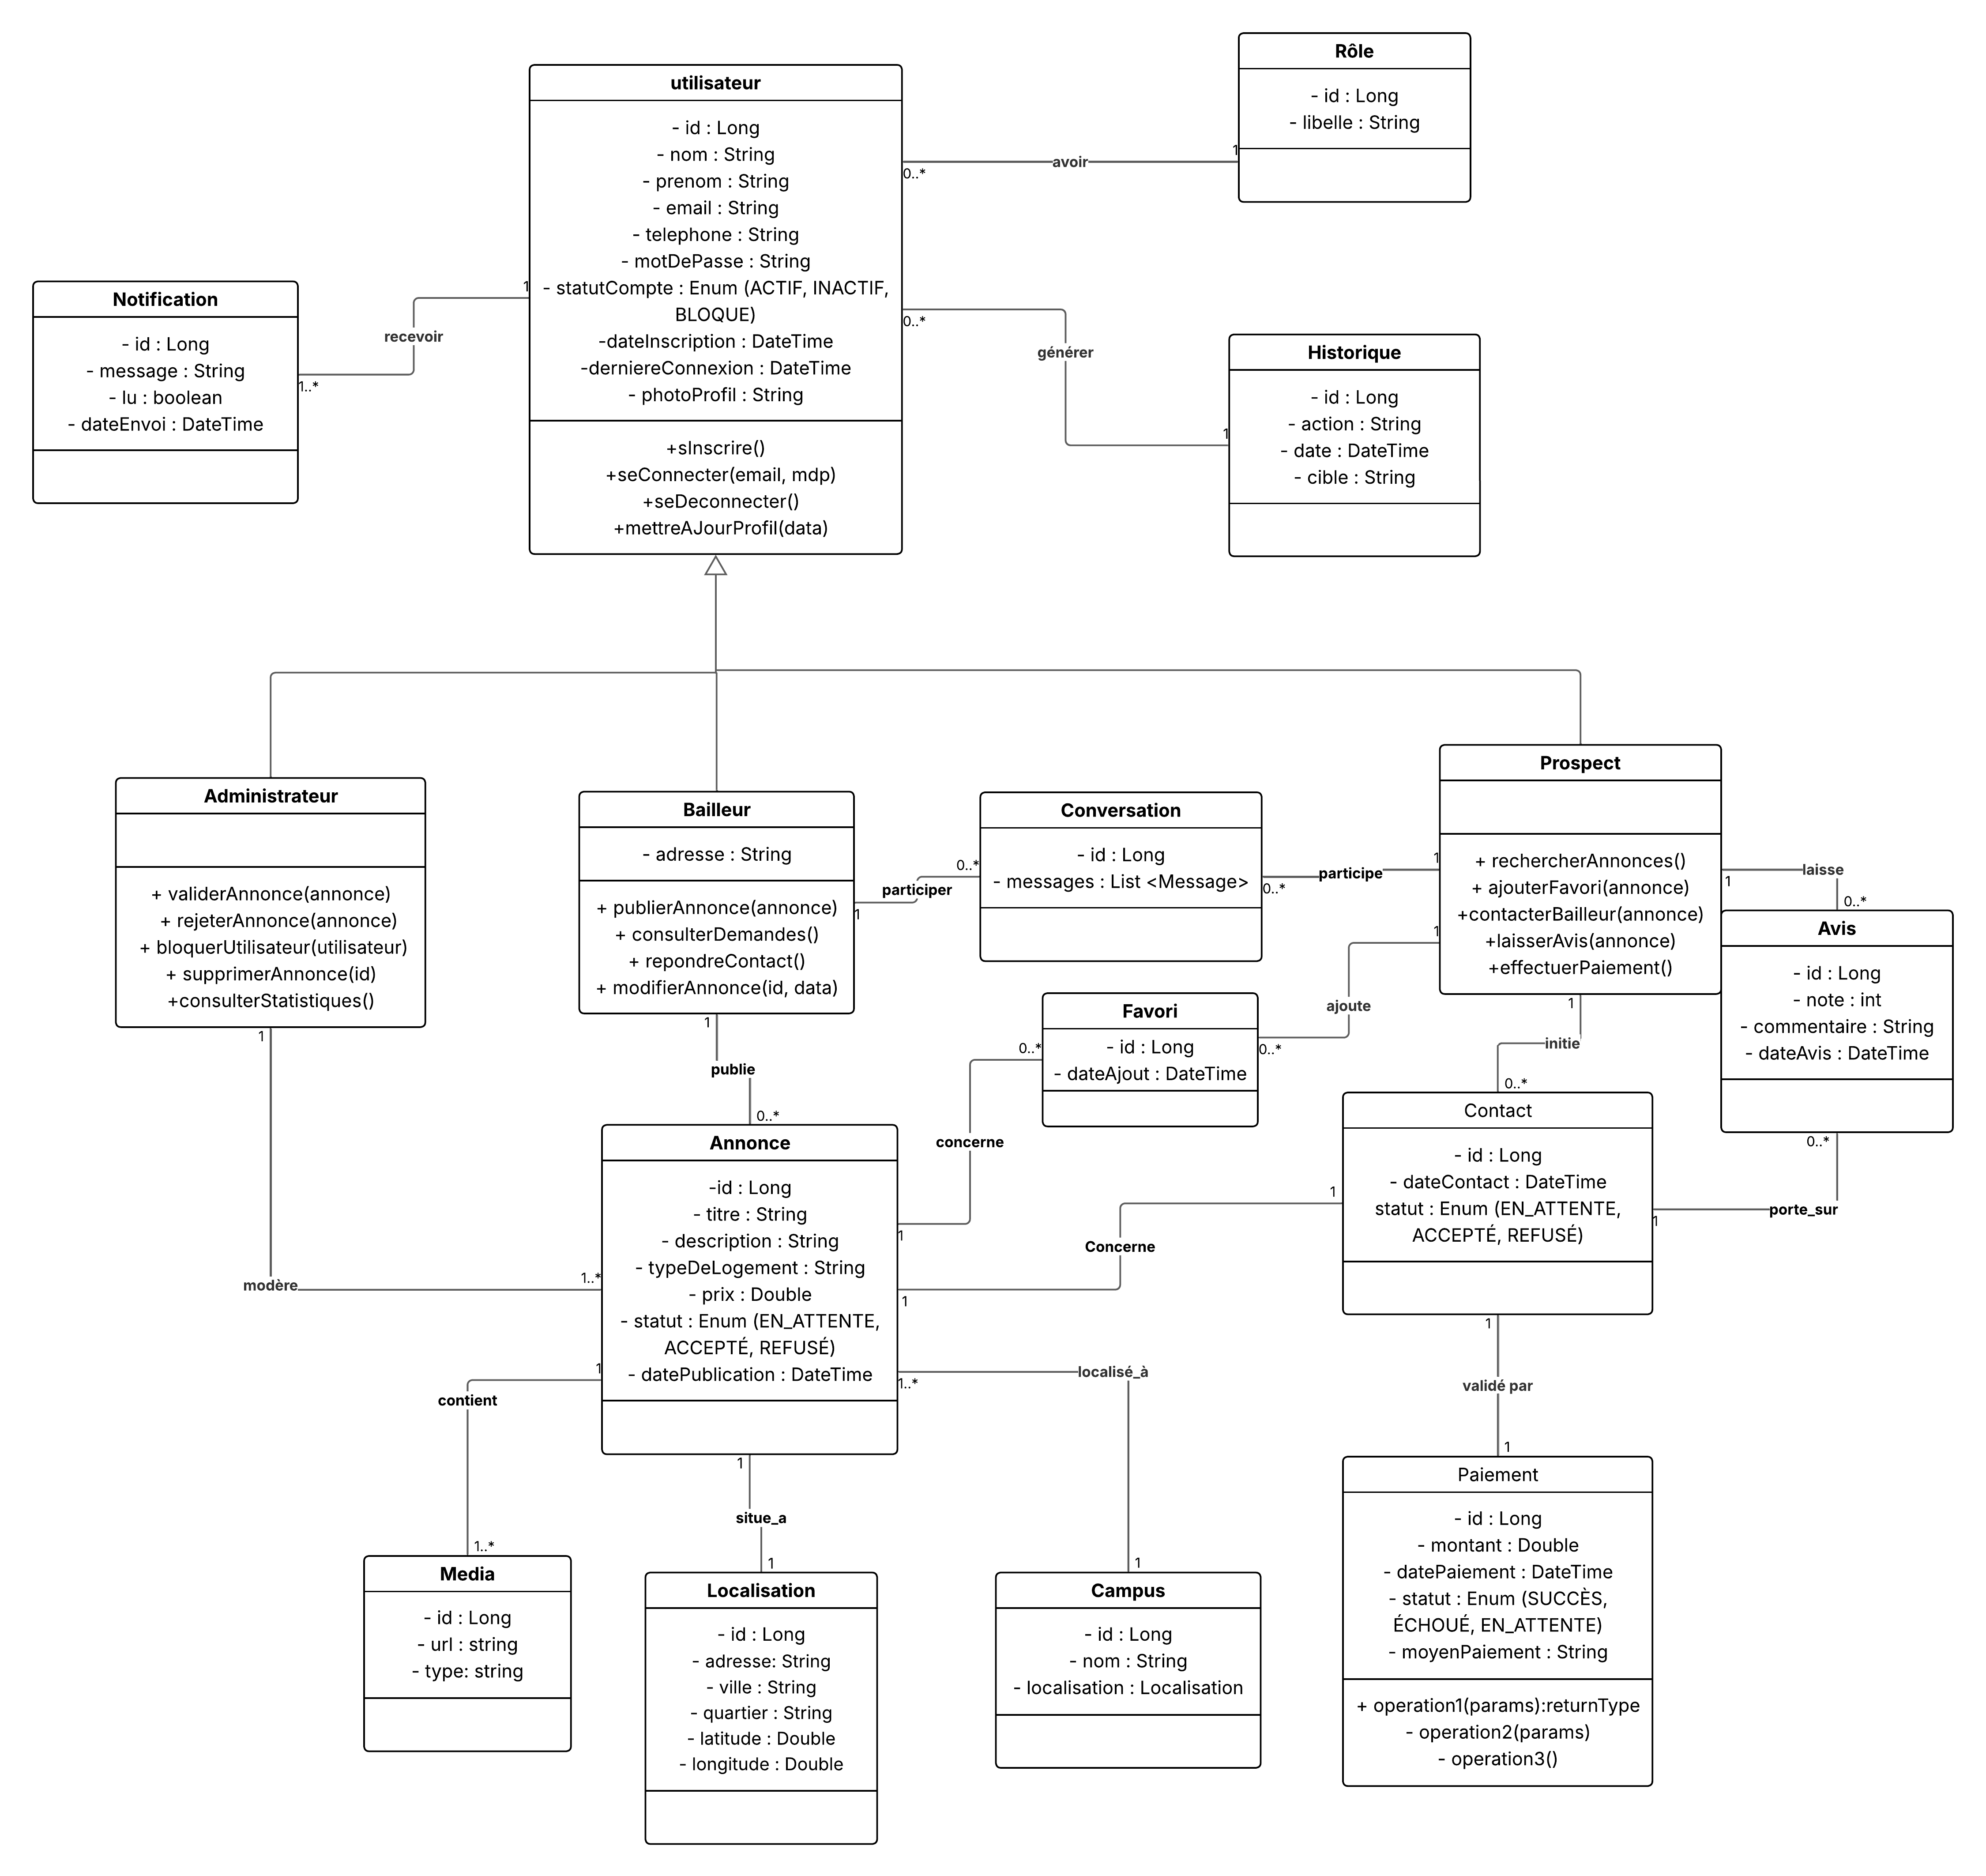 Rôle
- id : Long
- libelle : String
utilisateur
- id : Long
- nom : String
- prenom : String
- email : String
- telephone : String
- motDePasse : String
- statutCompte : Enum (ACTIF, INACTIF,
BLOQUE)
-dateInscription : DateTime
-derniereConnexion : DateTime
- photoProfil : String
+sInscrire()
+seConnecter(email, mdp)
+seDeconnecter()
+mettreAJourProfil(data)
0..*
avoir
1
Notification
- id : Long
- message : String
- lu : boolean
- dateEnvoi : DateTime
1
recevoir
1..*
0..*
générer
1
Historique
- id : Long
- action : String
- date : DateTime
- cible : String
Administrateur
+ validerAnnonce(annonce)
+ rejeterAnnonce(annonce)
+ bloquerUtilisateur(utilisateur)
+ supprimerAnnonce(id)
+consulterStatistiques()
1
modère
1..*
Bailleur
- adresse : String
+ publierAnnonce(annonce)
+ consulterDemandes()
+ repondreContact()
+ modifierAnnonce(id, data)
1
participer
0..*
Conversation
- id : Long
- messages : List <Message>
0..*
participe
1
Prospect
+ rechercherAnnonces()
+ ajouterFavori(annonce)
+contacterBailleur(annonce)
+laisserAvis(annonce)
+effectuerPaiement()
1
laisse
0..*
Avis
- id : Long
- note : int
- commentaire : String
- dateAvis : DateTime
0..*
porte_sur
1
1
ajoute
0..*
Favori
- id : Long
- dateAjout : DateTime
0..*
concerne
1
1
publie
0..*
1
initie
0..*
Contact
- id : Long
- dateContact : DateTime
statut : Enum (EN_ATTENTE,
ACCEPTÉ, REFUSÉ)
1
Concerne
1
Annonce
-id : Long
- titre : String
- description : String
- typeDeLogement : String
- prix : Double
- statut : Enum (EN_ATTENTE,
ACCEPTÉ, REFUSÉ)
- datePublication : DateTime
1
contient
1..*
1
situe_a
1
1..*
localisé_à
1
1
validé par
1
Media
- id : Long
- url : string
- type: string
Localisation
- id : Long
- adresse: String
- ville : String
- quartier : String
- latitude : Double
- longitude : Double
Campus
- id : Long
- nom : String
- localisation : Localisation
Paiement
- id : Long
- montant : Double
- datePaiement : DateTime
- statut : Enum (SUCCÈS,
ÉCHOUÉ, EN_ATTENTE)
- moyenPaiement : String
+ operation1(params):returnType
- operation2(params)
- operation3()